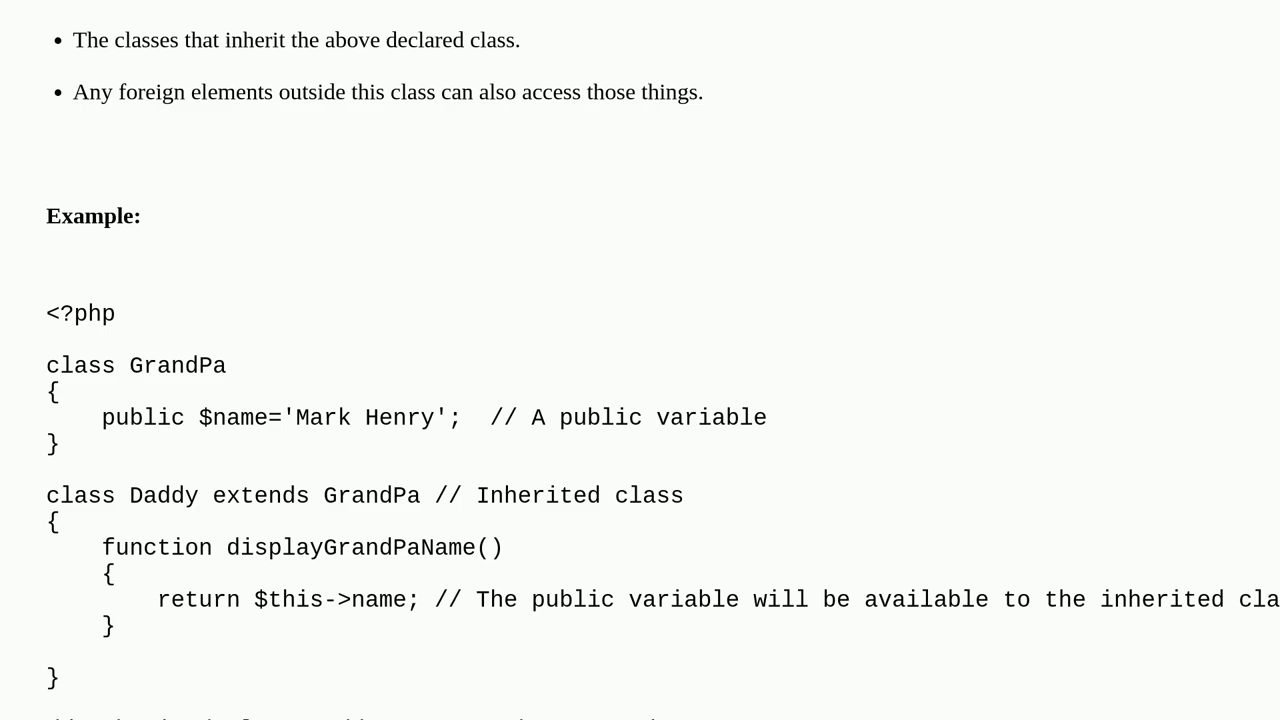 • The classes that inherit the above declared class.
• Any foreign elements outside this class can also access those things.
Example:
<?php
class GrandPa
{
    public $name='Mark Henry';  // A public variable
}
class Daddy extends GrandPa // Inherited class
{
    function displayGrandPaName()
    {
        return $this->name; // The public variable will be available to the inherited cla
    }
}